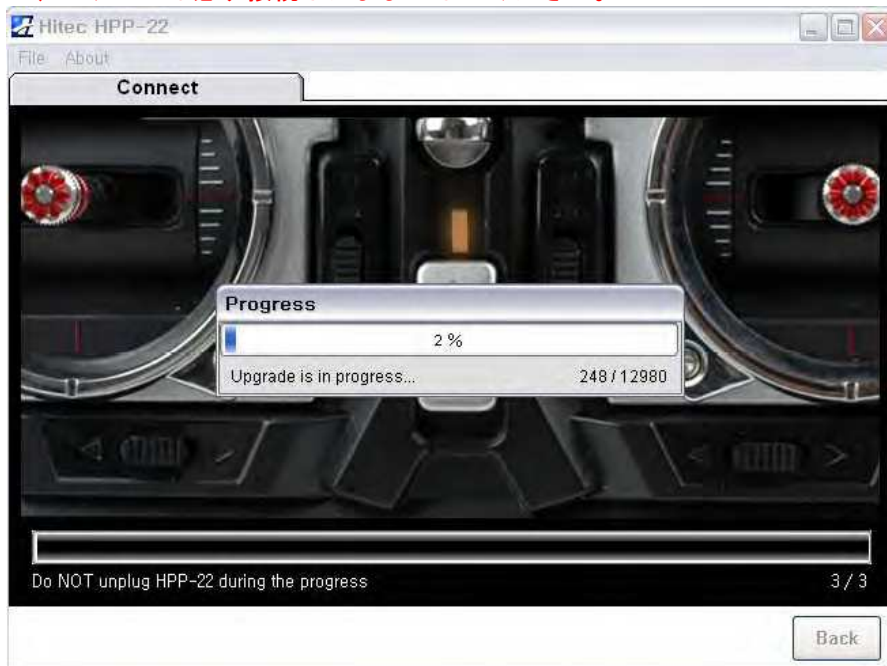 Hitec HPP-22
File About
Connect
Progress
2 %
Upgrade is in progress...
248 / 12980
Do NOT unplug HPP-22 during the progress
3 / 3
Back